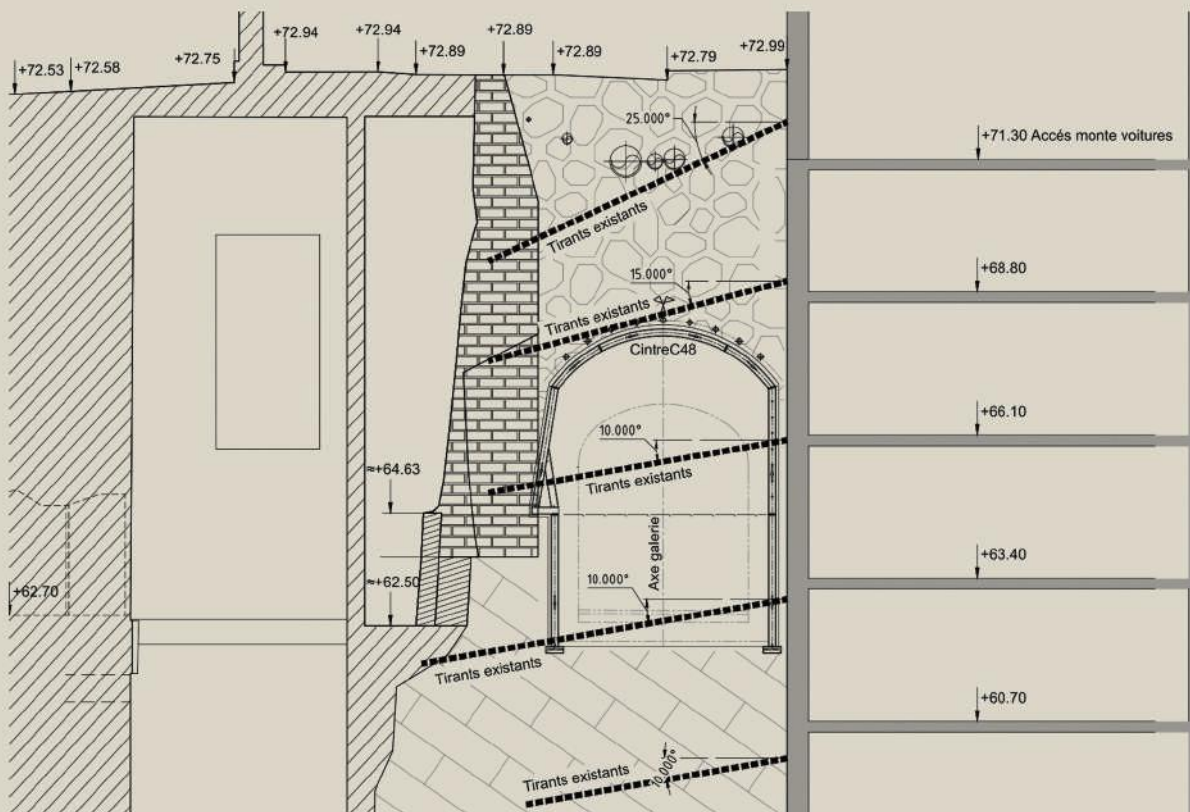 +72.53
+72.58
+72.75
+72.94
+72.94
+72.89
+72.89
+72.89
+72.79
+72.99
25.000°
+71.30 Accés monte voitures
Tirants existants
15.000°
+68.80
Tirants existants
CintreC48
10.000°
+66.10
≈+64.63
Tirants existants
Axe galerie
+63.40
+62.70
≈+62.50
10.000°
Tirants existants
+60.70
Tirants existants
10.000°